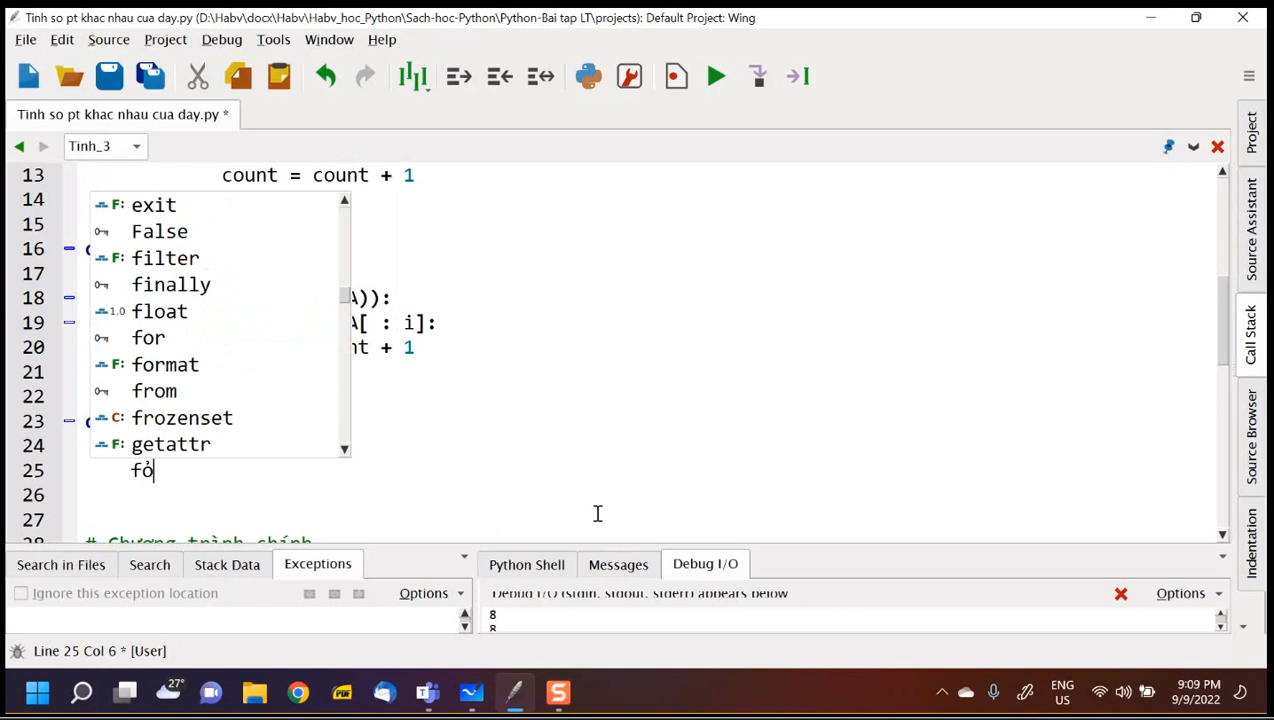 Tinh so pt khac nhau cua day.py (D:\Habv\docx\Habv\Habv_hoc_Python\Sach-hoc-Python\Python-Bai tap LT\projects): Default Project: Wing
File Edit Source Project Debug Tools Window Help
Tinh so pt khac nhau cua day.py *
Tinh_3
13 count = count + 1
14
15
16
17
18 A)):
19 A[ : i]:
20 nt + 1
21
22
23
24
25 fỏ
26
27
28 # Chương trình chính
F: exit
False
F: filter
finally
1.0 float
for
F: format
from
C: frozenset
F: getattr
Project
Source Assistant
Call Stack
Source Browser
Indentation
Search in Files Search Stack Data Exceptions
Ignore this exception location Options
Python Shell Messages Debug I/O
Debug I/O (stdin, stdout, stderr) appears below Options
8
8
Line 25 Col 6 * [User]
27°
PDF
S
ENG
US
9:09 PM
9/9/2022